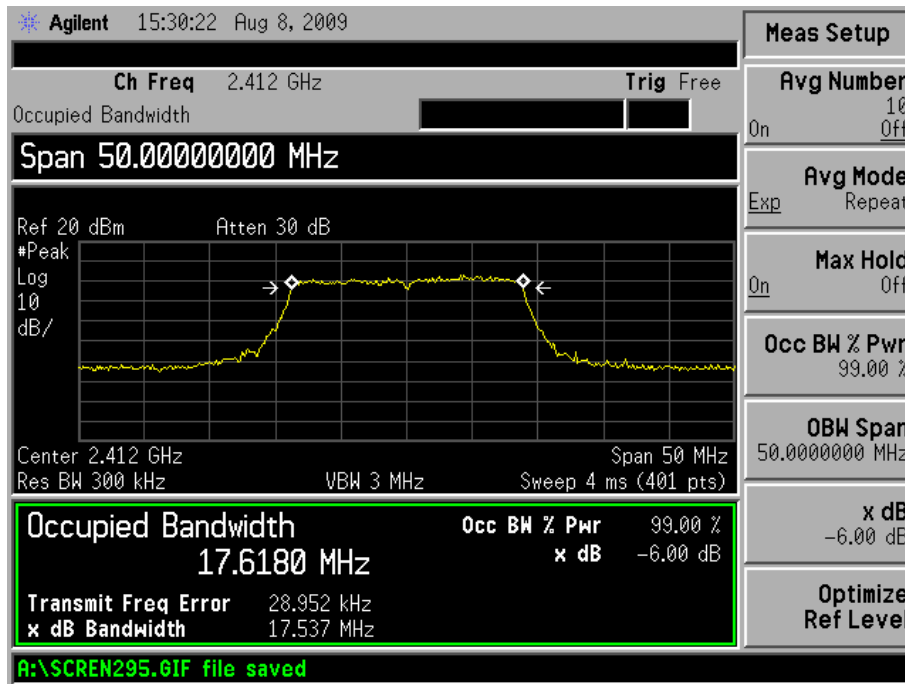 Agilent 15:30:22 Aug 8, 2009
Ch Freq 2.412 GHz Trig Free
Occupied Bandwidth
Span 50.00000000 MHz
Ref 20 dBm Atten 30 dB
#Peak
Log
10
dB/
Center 2.412 GHz Span 50 MHz
Res BW 300 kHz VBW 3 MHz Sweep 4 ms (401 pts)
Occupied Bandwidth
17.6180 MHz
Occ BW % Pwr 99.00 %
x dB -6.00 dB
Transmit Freq Error 28.952 kHz
x dB Bandwidth 17.537 MHz
A:\SCREN295.GIF file saved
Meas Setup
Avg Number
10
On Off
Avg Mode
Exp Repeat
Max Hold
On Off
Occ BW % Pwr
99.00 %
OBW Span
50.0000000 MHz
x dB
-6.00 dB
Optimize
Ref Level